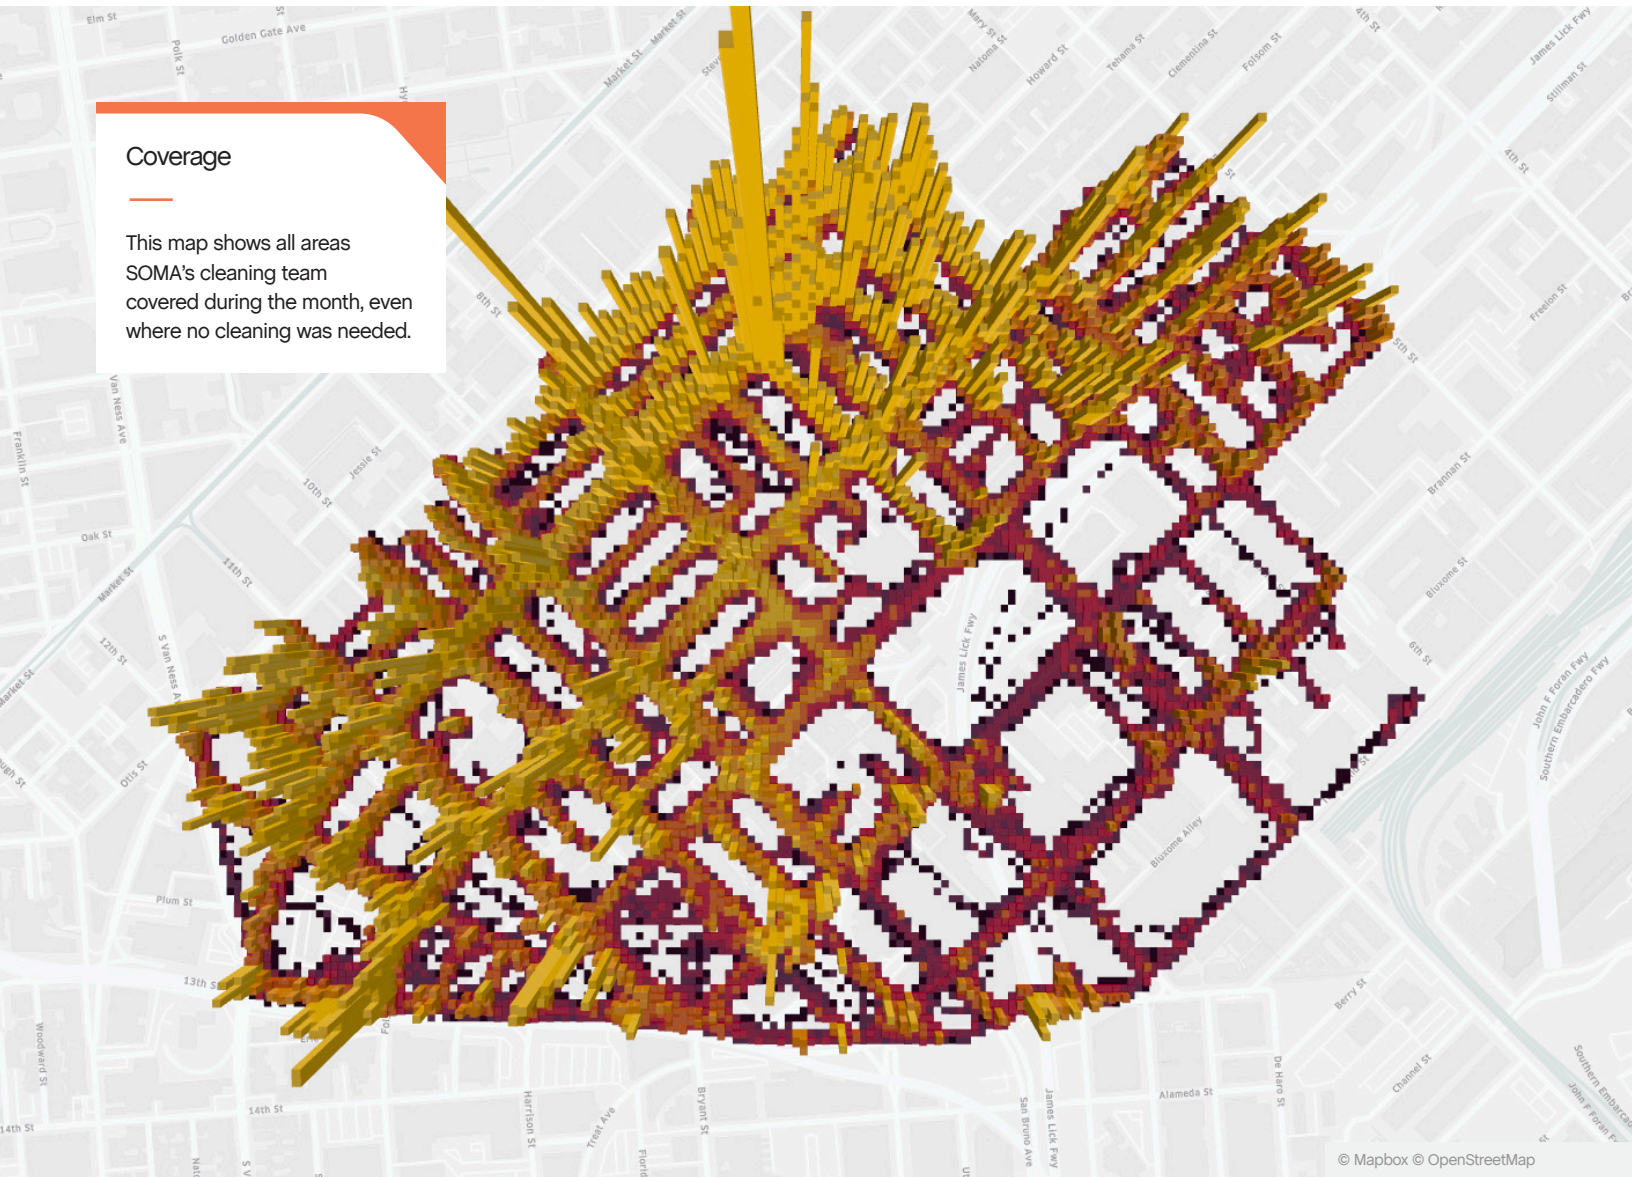 Elm St
Golden Gate Ave
Polk St
Market St
Market St
Mary St
Natoma St
Howard St
Tehama St
Clementina St
Folsom St
4th St
James Lick Fwy
Stillman St
4th St
Coverage
This map shows all areas
SOMA's cleaning team
covered during the month, even
where no cleaning was needed.
8th St
Freelon St
5th St
Van Ness Ave
Franklin St
Jessie St
10th St
Brannan St
Oak St
11th St
Market St
Bluxome St
12th St
S Van Ness A
James Lick Fwy
6th St
Market St
John F Foran Fwy
Southern Embarcadero Fwy
Otis St
Bluxome Alley
Plum St
13th S
Berry St
Woodward St
14th St
14th St
Harrison St
Treat Ave
Bryant St
San Bruno Ave
James Lick Fwy
Alameda St
De Haro St
Channel St
Southern Embarcad
John F Foran F
© Mapbox © OpenStreetMap